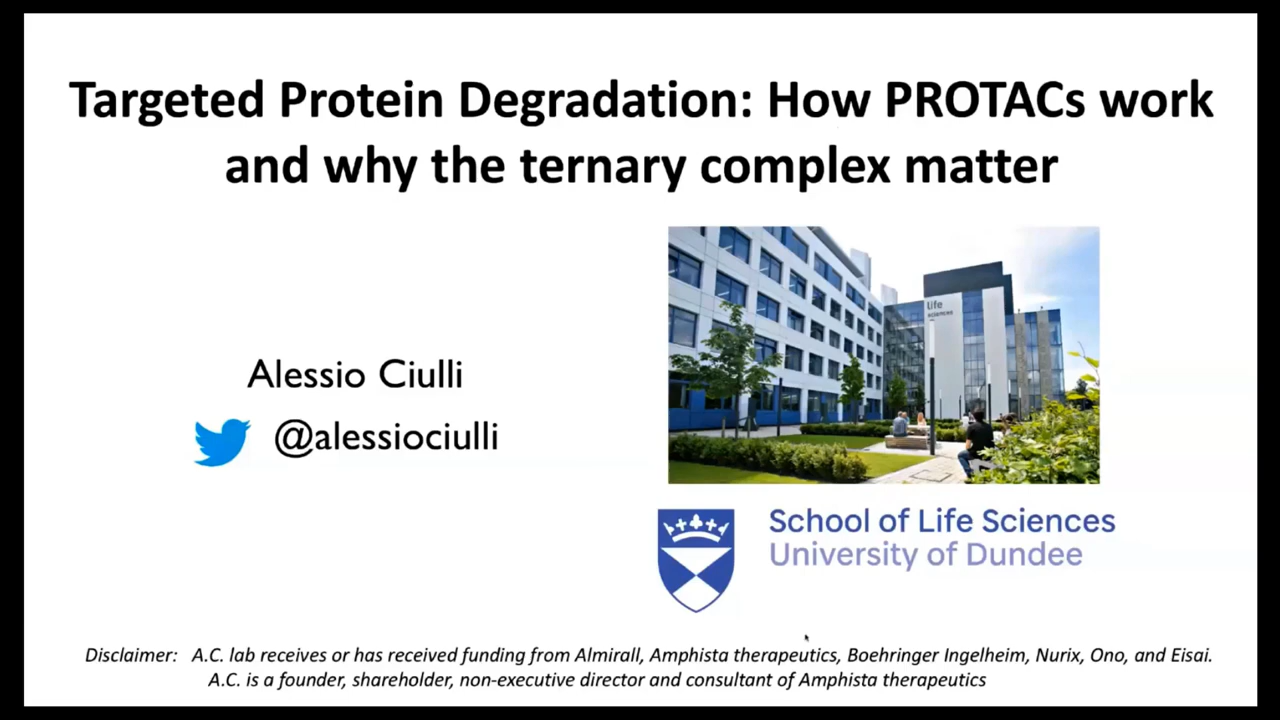 Targeted Protein Degradation: How PROTACs work
and why the ternary complex matter
life
sciences
Alessio Ciulli
@alessiociulli
School of Life Sciences
University of Dundee
Disclaimer: A.C. lab receives or has received funding from Almirall, Amphista therapeutics, Boehringer Ingelheim, Nurix, Ono, and Eisai.
A.C. is a founder, shareholder, non-executive director and consultant of Amphista therapeutics